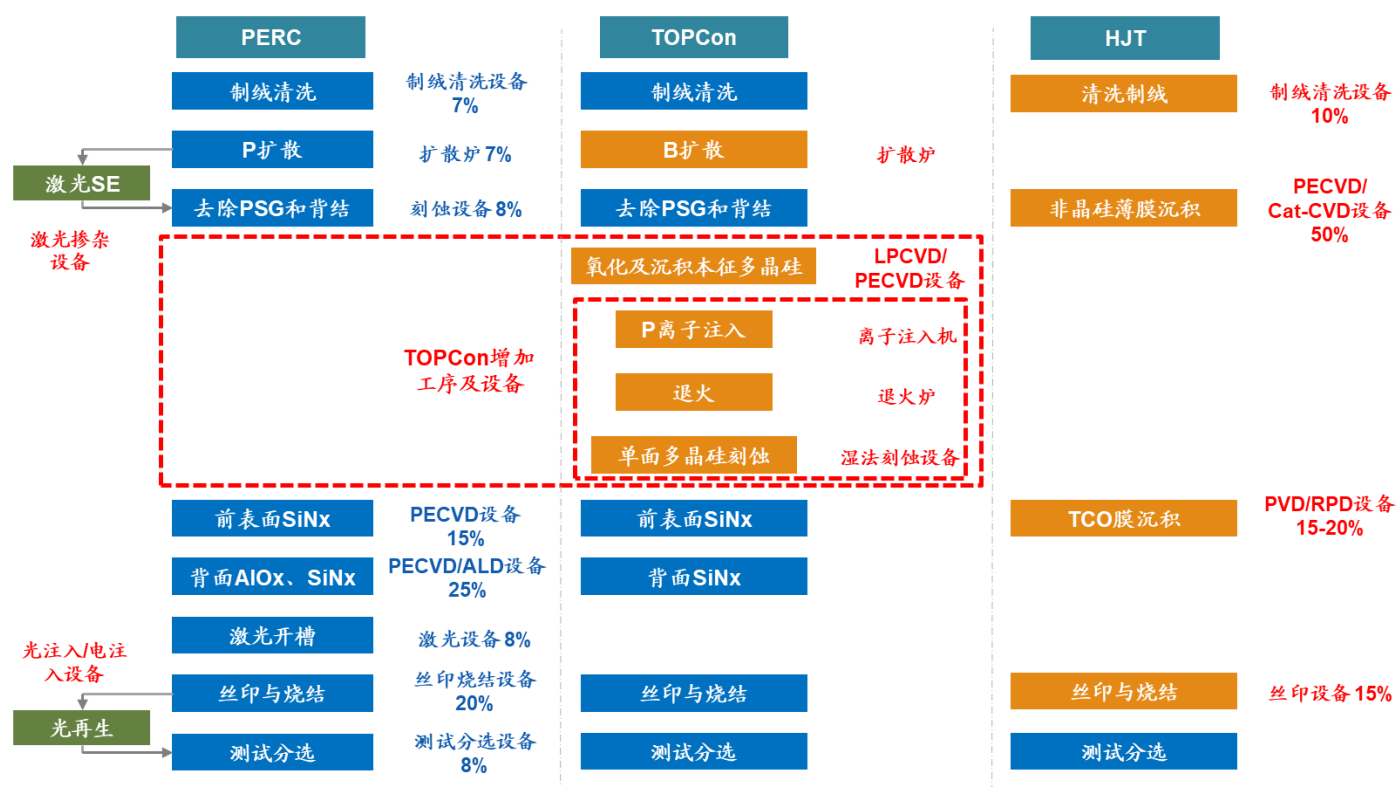 PERC
TOPCon
HJT
制绒清洗
制绒清洗设备
7%
制绒清洗
清洗制绒
制绒清洗设备
10%
P扩散
扩散炉 7%
B扩散
扩散炉
激光SE
去除PSG和背结
刻蚀设备 8%
去除PSG和背结
非晶硅薄膜沉积
PECVD/
Cat-CVD设备
50%
激光掺杂
设备
氧化及沉积本征多晶硅
LPCVD/
PECVD设备
P离子注入
离子注入机
TOPCon增加
工序及设备
退火
退火炉
单面多晶硅刻蚀
湿法刻蚀设备
前表面SiNx
PECVD设备
15%
前表面SiNx
TCO膜沉积
PVD/RPD设备
15-20%
背面AlOx、SiNx
PECVD/ALD设备
25%
背面SiNx
激光开槽
激光设备 8%
光注入/电注
入设备
丝印与烧结
丝印烧结设备
20%
丝印与烧结
丝印与烧结
丝印设备 15%
光再生
测试分选
测试分选设备
8%
测试分选
测试分选